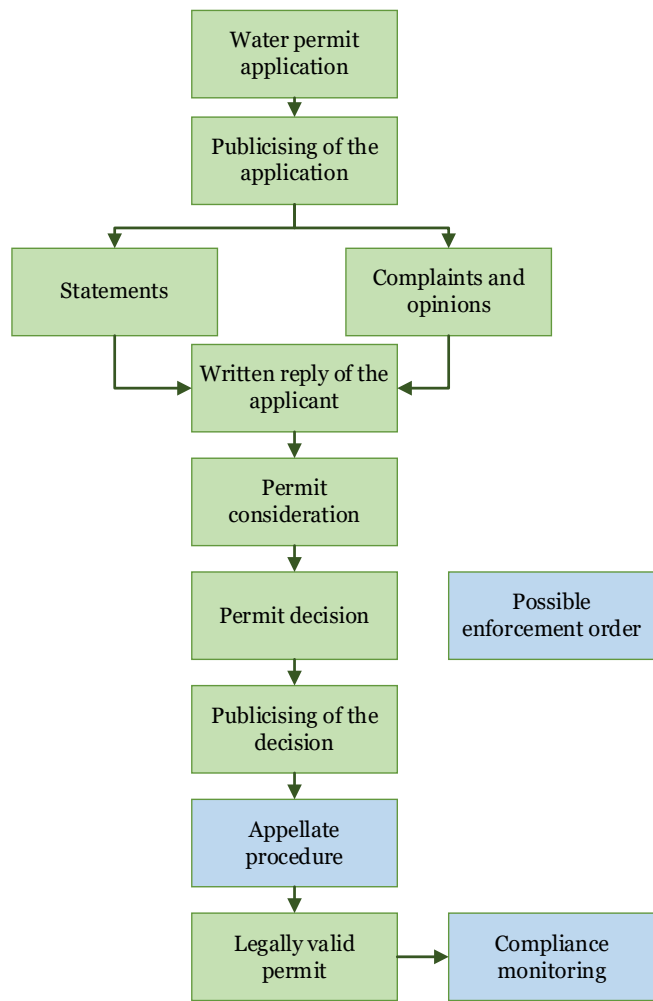 Water permit
application
Publicising of the
application
Statements
Complaints and
opinions
Written reply of the
applicant
Permit
consideration
Permit decision
Possible
enforcement order
Publicising of the
decision
Appellate
procedure
Legally valid
permit
Compliance
monitoring